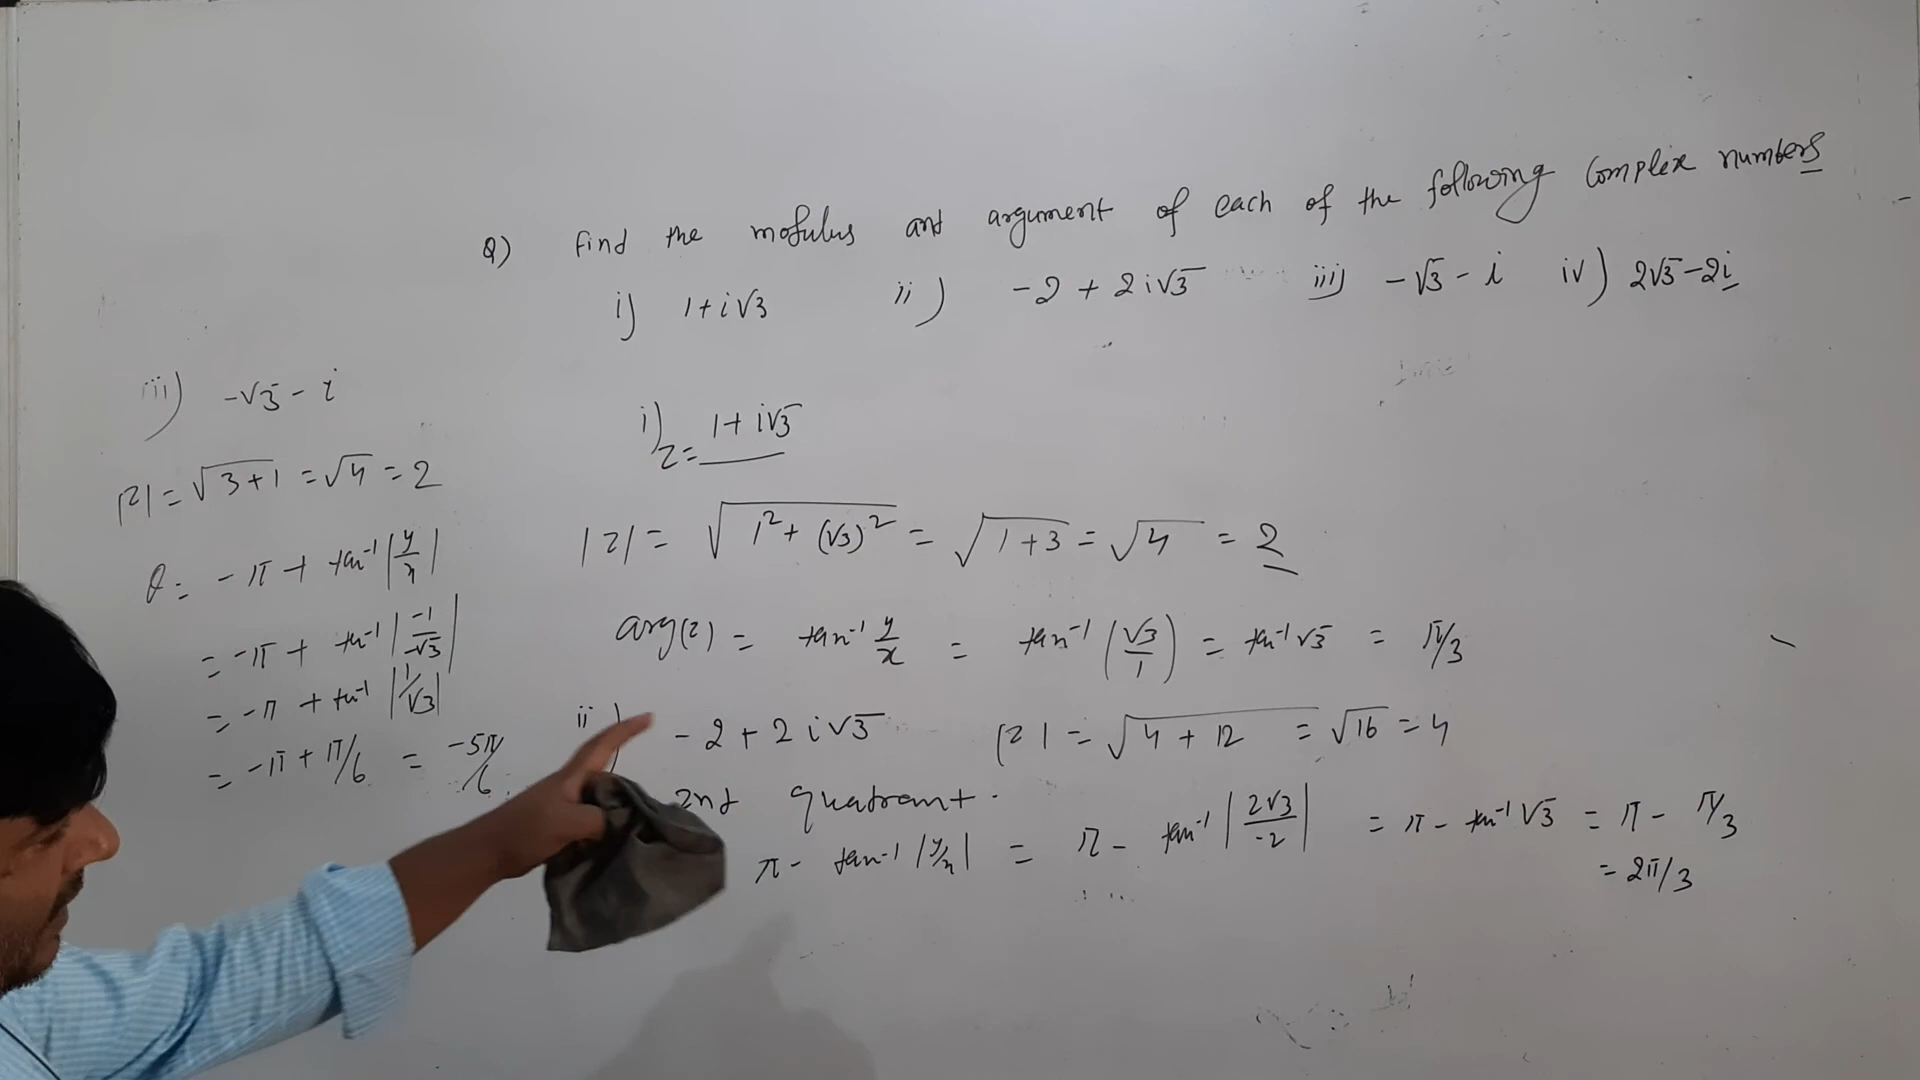 Q) Find the modulus and argument of each of the following complex numbers
i) 1+i√3 ii) -2 + 2i√3 iii) -√3 - i iv) 2√3-2i
iii) -√3 - i
|z| = √3+1 = √4 = 2
θ = -π + tan⁻¹|y/x|
= -π + tan⁻¹|-1/-√3|
= -π + tan⁻¹|1/√3|
= -π + π/6 = -5π/6
i) z = 1+i√3
|z| = √1²+(√3)² = √1+3 = √4 = 2
arg(z) = tan⁻¹ y/x = tan⁻¹(√3/1) = tan⁻¹√3 = π/3
ii) -2+2i√3 |z| = √4+12 = √16 = 4
2nd quadrant.
π - tan⁻¹|y/x| = π - tan⁻¹|2√3/-2| = π - tan⁻¹√3 = π - π/3
= 2π/3